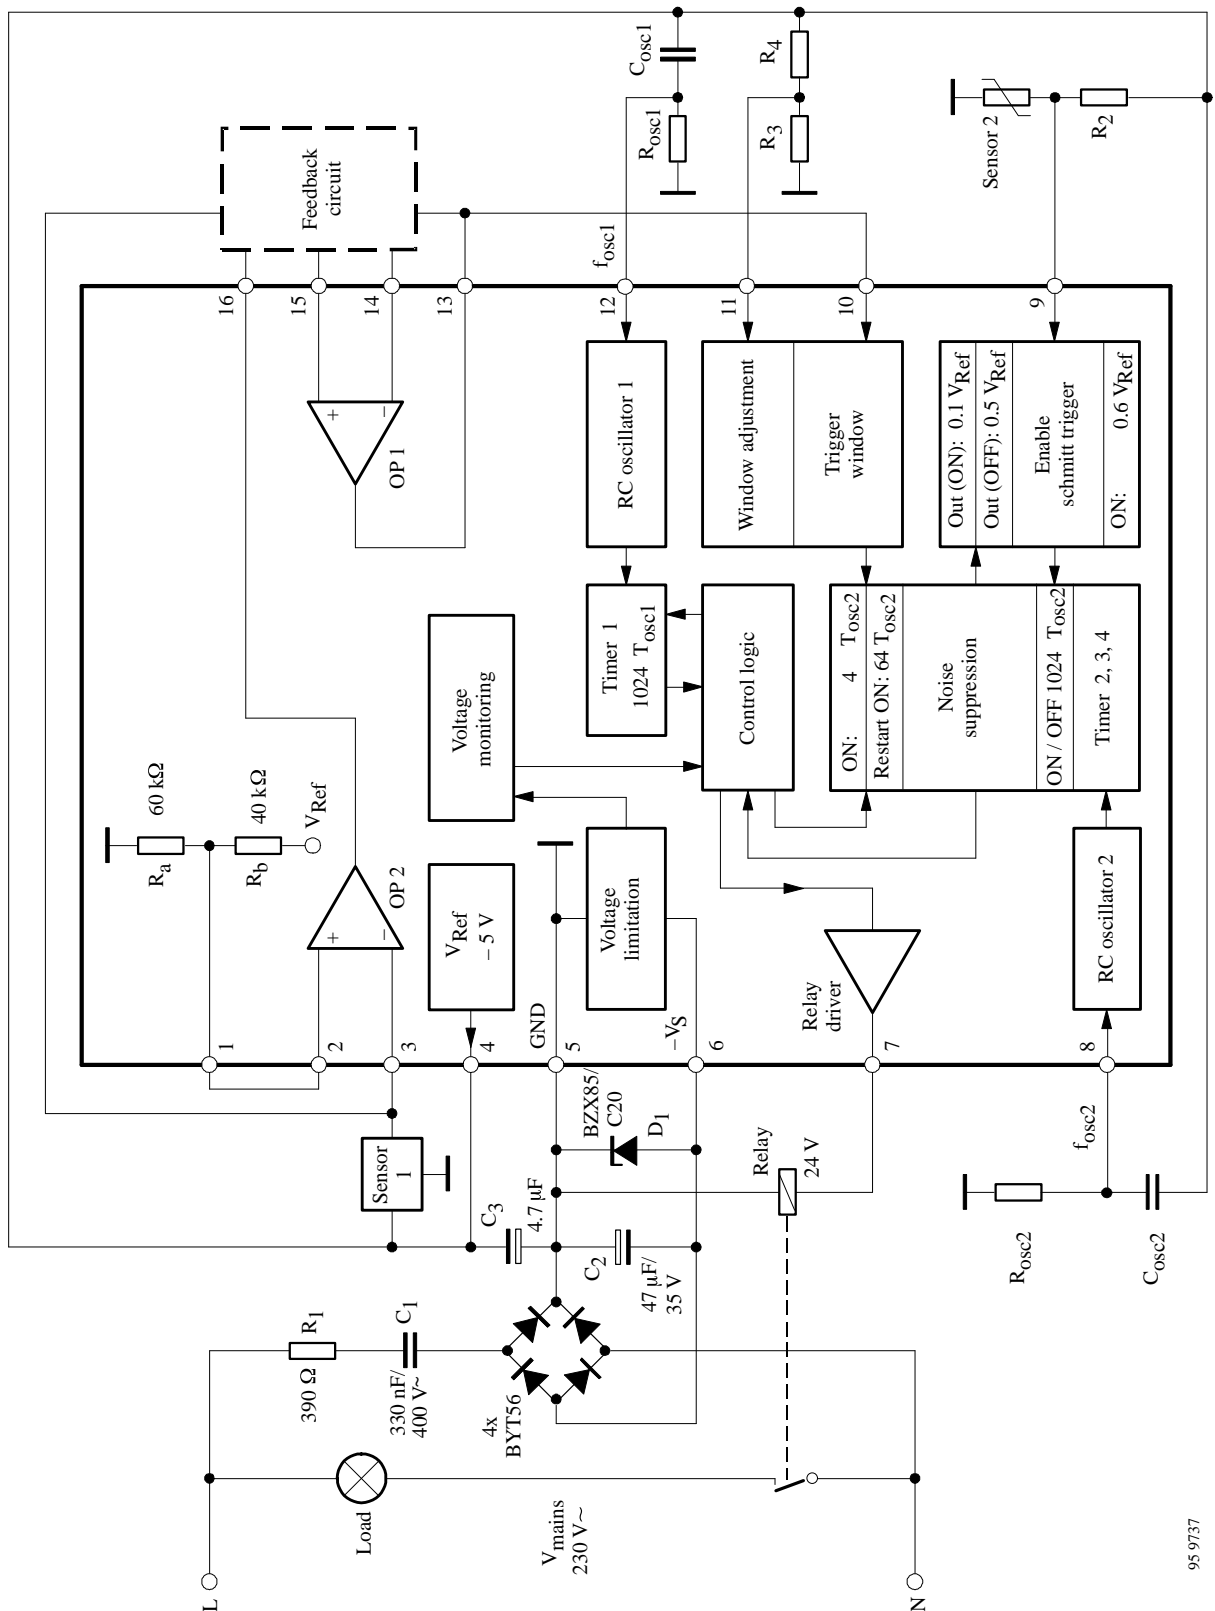 L
N
Load
V mains
230 V~
R1
390 Ω
C1
330 nF/
400 V~
4x
BYT56
C3
4.7 µF
C2
47 µF/
35 V
BZX85/
C20
D1
Relay
24 V
Sensor
1
Rosc2
Cosc2
fosc2
1
2
3
4
5
6
7
8
GND
–VS
Ra
60 kΩ
Rb
40 kΩ
VRef
OP 2
+
–
VRef
– 5 V
Voltage
limitation
Voltage
monitoring
Relay
driver
RC oscillator 2
Timer 1
1024 Tosc1
Control logic
ON: 4 Tosc2
Restart ON: 64 Tosc2
Noise
suppression
ON / OFF 1024 Tosc2
Timer 2, 3, 4
OP 1
+
–
RC oscillator 1
Window adjustment
Trigger
window
Out (ON): 0.1 VRef
Out (OFF): 0.5 VRef
Enable
schmitt trigger
ON: 0.6 VRef
16
15
14
13
12
11
10
9
Feedback
circuit
fosc1
Rosc1
Cosc1
R3
R4
Sensor 2
R2
95 9737